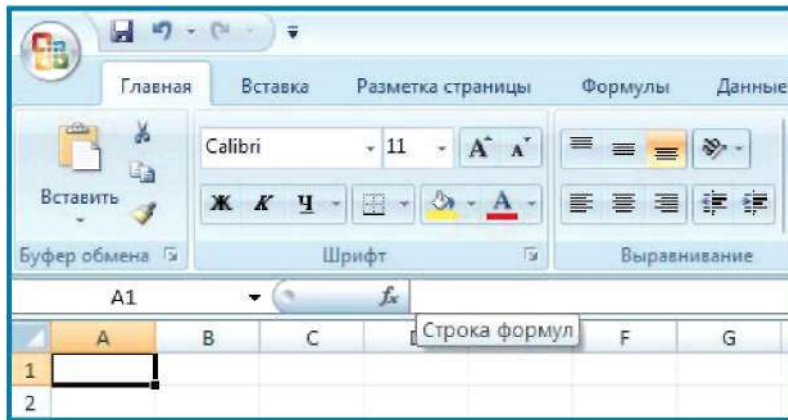 Главная Вставка Разметка страницы Формулы Данные
Calibri 11 A A
Вставить Ж К Ч A
Буфер обмена Шрифт Выравнивание
A1 fx
Строка формул
A B C D F G
1
2